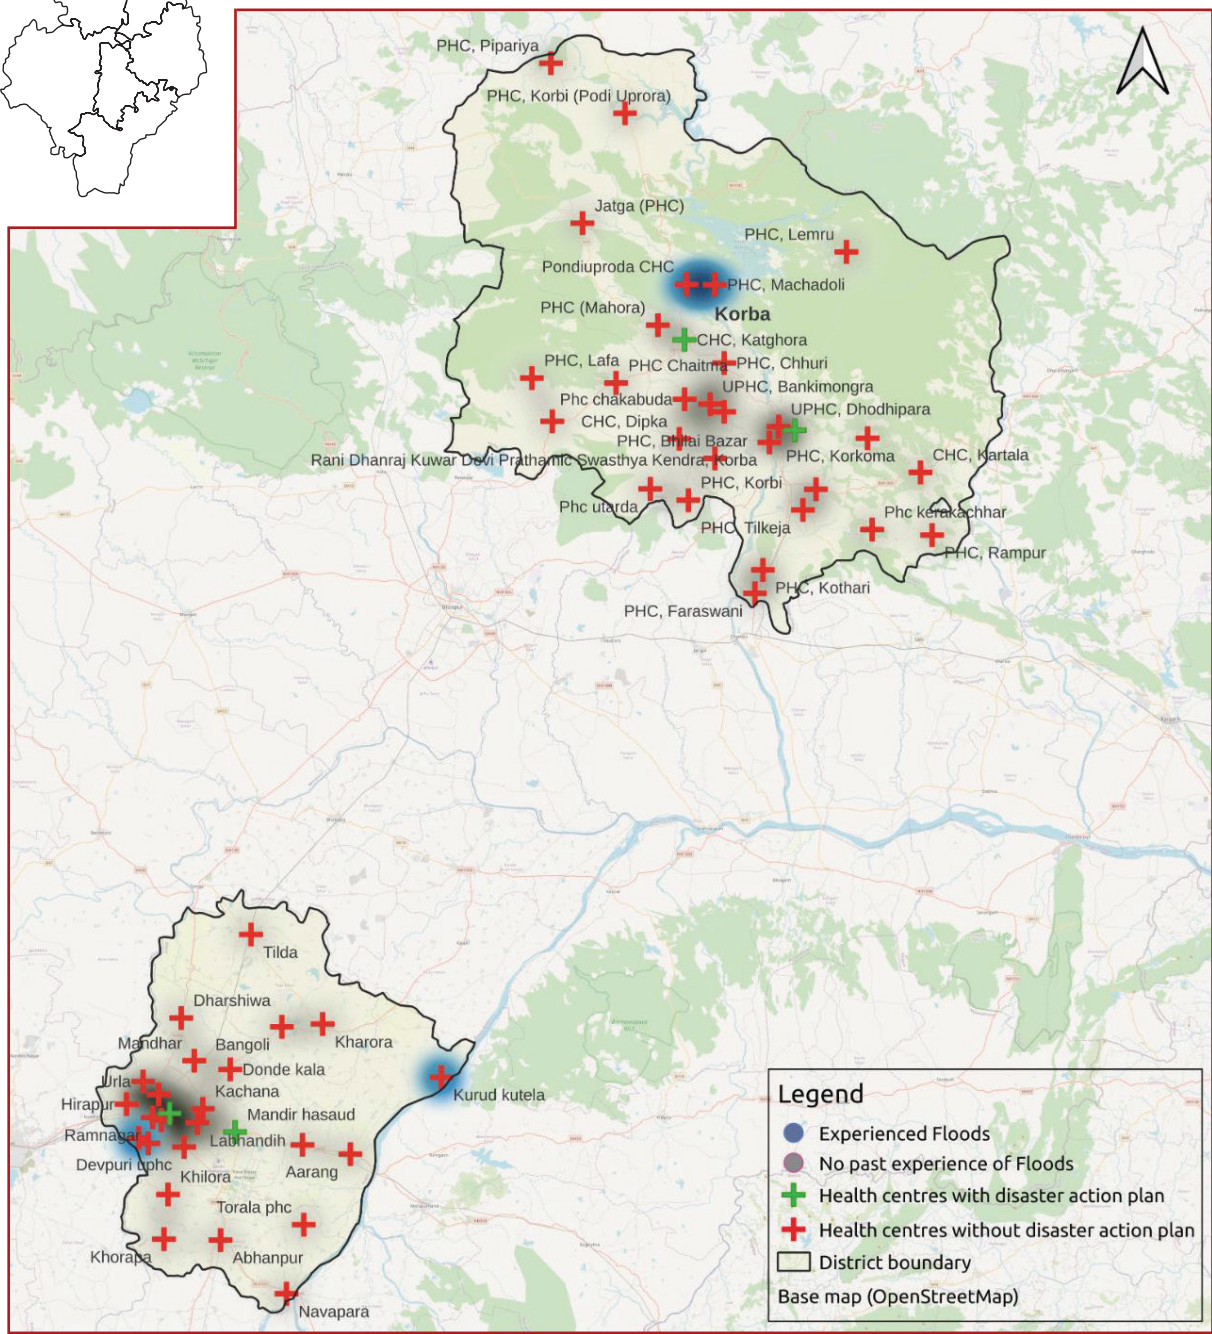 PHC, Pipariya
PHC, Korbi (Podi Uprora)
Jatga (PHC)
PHC, Lemru
Pondiuproda CHC
PHC, Machadoli
PHC (Mahora)
Korba
CHC, Katghora
PHC, Lafa
PHC Chaitma
PHC, Chhuri
UPHC, Bankimongra
Phc chakabuda
UPHC, Dhodhipara
CHC, Dipka
PHC, Bhilai Bazar
PHC, Korkoma
CHC, Kartala
Rani Dhanraj Kuwar Devi Prathamic Swasthya Kendra, Korba
PHC, Korbi
Phc utarda
Phc kerakachhar
PHC, Tilkeja
PHC, Rampur
PHC, Kothari
PHC, Faraswani
Tilda
Dharshiwa
Mandhar
Bangoli
Kharora
Donde kala
Urla
Kachana
Kurud kutela
Hirapur
Mandir hasaud
Ramnagar
Labhandih
Devpuri uphc
Khilora
Aarang
Torala phc
Khorapa
Abhanpur
Navapara
Legend
Experienced Floods
No past experience of Floods
Health centres with disaster action plan
Health centres without disaster action plan
District boundary
Base map (OpenStreetMap)